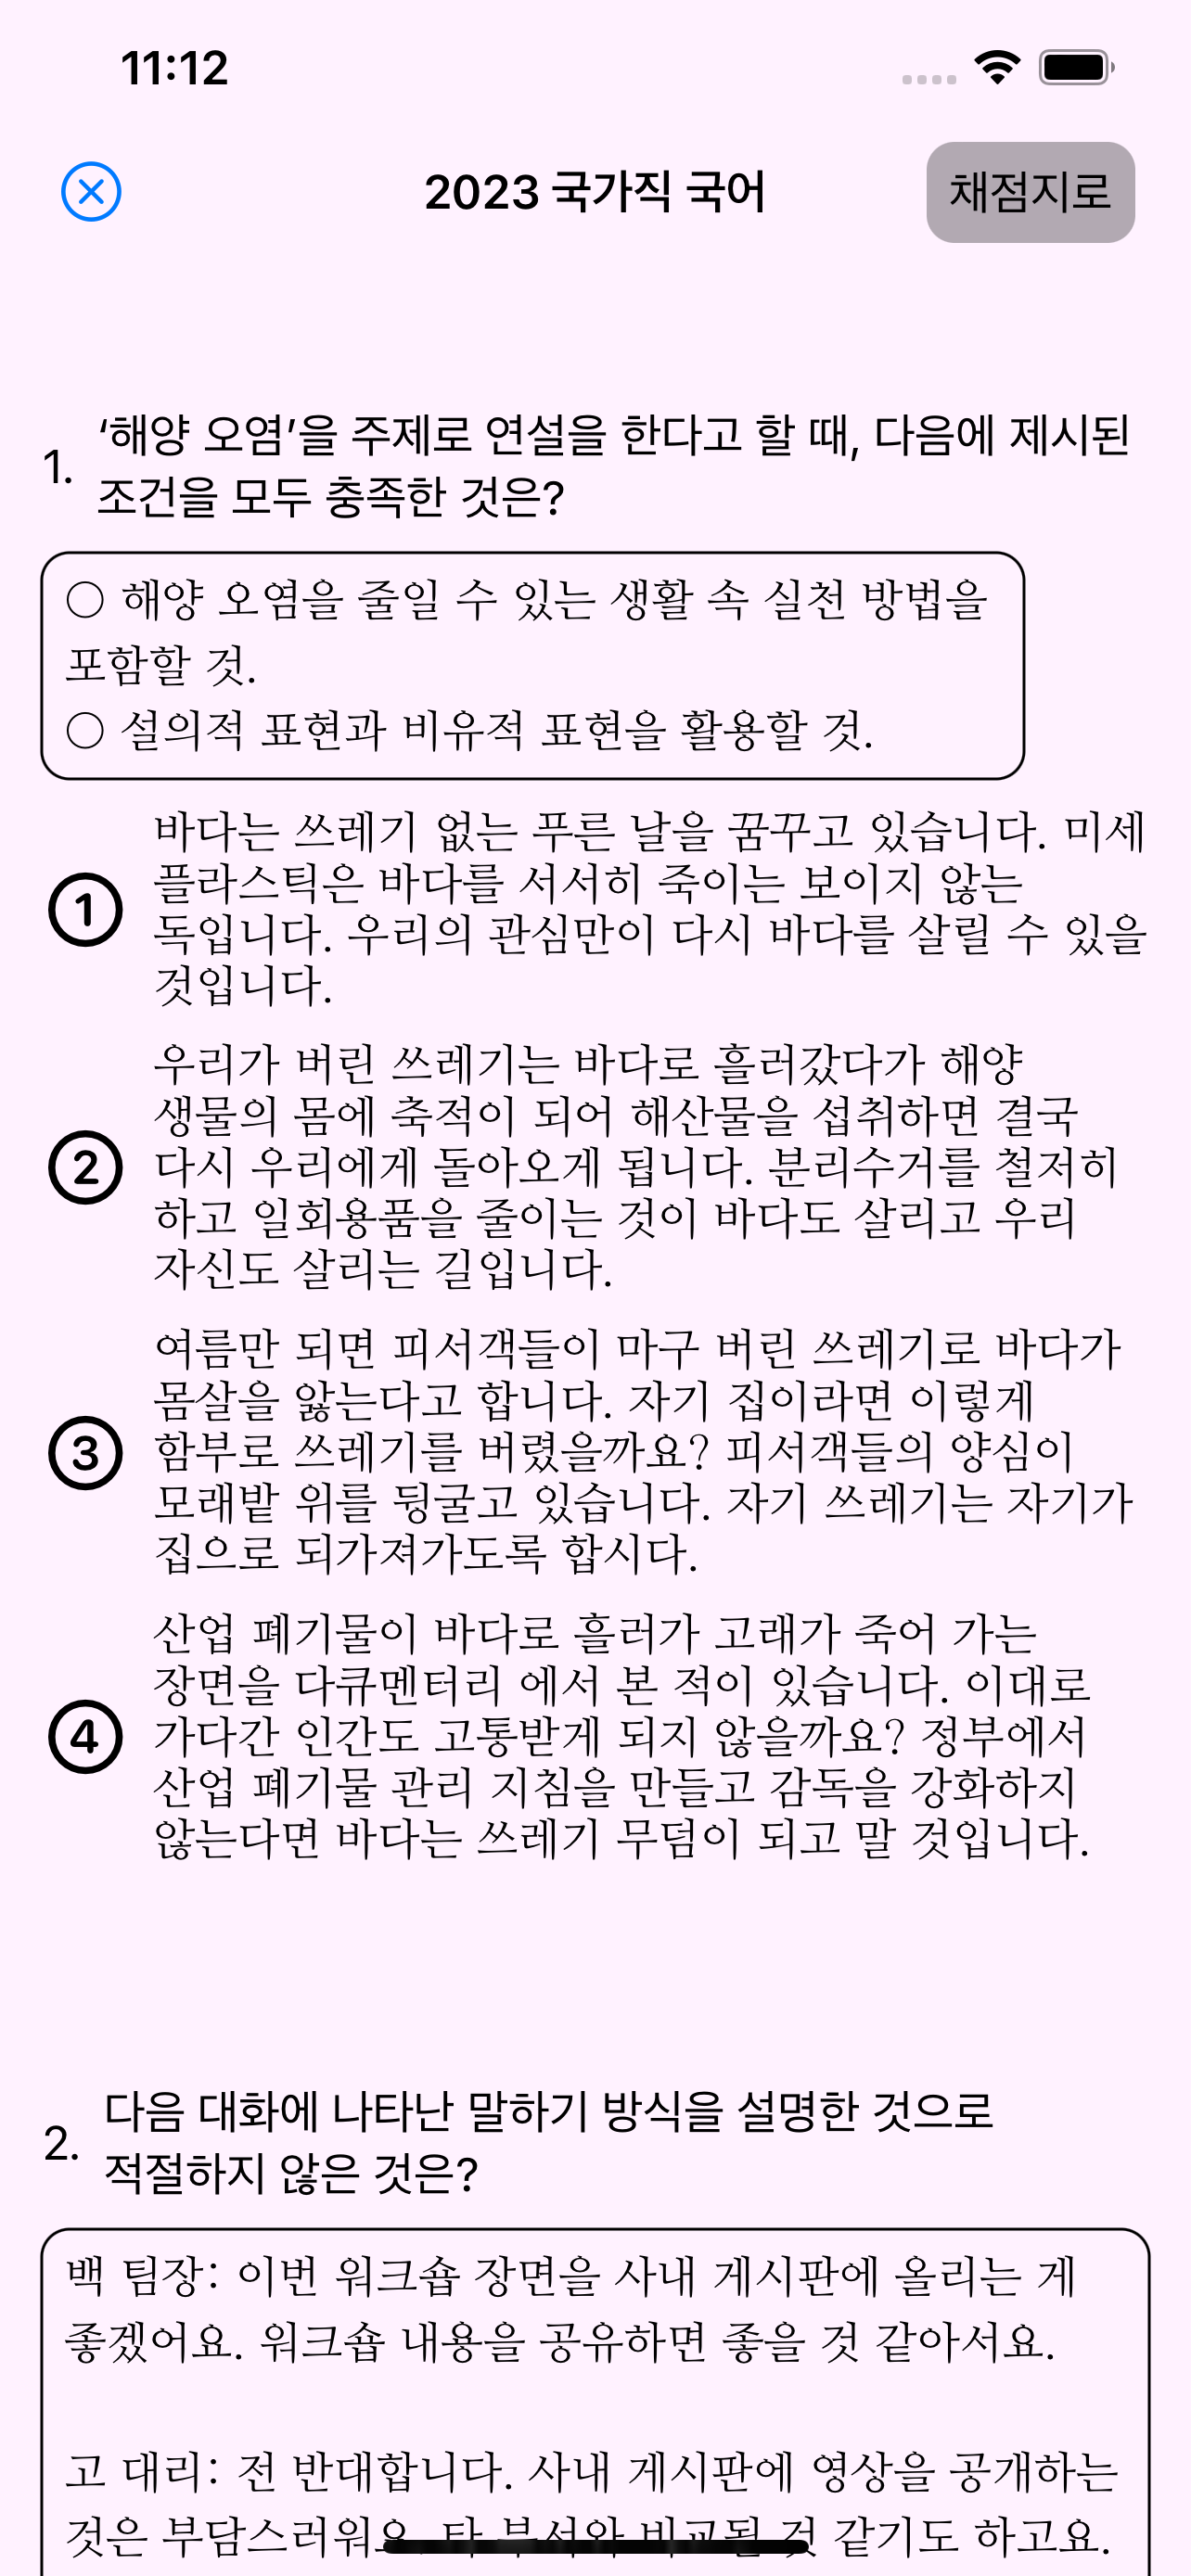 11:12
2023 국가직 국어
채점지로
1.
‘해양 오염’을 주제로 연설을 한다고 할 때, 다음에 제시된
조건을 모두 충족한 것은?
○ 해양 오염을 줄일 수 있는 생활 속 실천 방법을
포함할 것.
○ 설의적 표현과 비유적 표현을 활용할 것.
1
바다는 쓰레기 없는 푸른 날을 꿈꾸고 있습니다. 미세
플라스틱은 바다를 서서히 죽이는 보이지 않는
독입니다. 우리의 관심만이 다시 바다를 살릴 수 있을
것입니다.
2
우리가 버린 쓰레기는 바다로 흘러갔다가 해양
생물의 몸에 축적이 되어 해산물을 섭취하면 결국
다시 우리에게 돌아오게 됩니다. 분리수거를 철저히
하고 일회용품을 줄이는 것이 바다도 살리고 우리
자신도 살리는 길입니다.
3
여름만 되면 피서객들이 마구 버린 쓰레기로 바다가
몸살을 앓는다고 합니다. 자기 집이라면 이렇게
함부로 쓰레기를 버렸을까요? 피서객들의 양심이
모래밭 위를 뒹굴고 있습니다. 자기 쓰레기는 자기가
집으로 되가져가도록 합시다.
4
산업 폐기물이 바다로 흘러가 고래가 죽어 가는
장면을 다큐멘터리 에서 본 적이 있습니다. 이대로
가다간 인간도 고통받게 되지 않을까요? 정부에서
산업 폐기물 관리 지침을 만들고 감독을 강화하지
않는다면 바다는 쓰레기 무덤이 되고 말 것입니다.
2.
다음 대화에 나타난 말하기 방식을 설명한 것으로
적절하지 않은 것은?
백 팀장: 이번 워크숍 장면을 사내 게시판에 올리는 게
좋겠어요. 워크숍 내용을 공유하면 좋을 것 같아서요.
고 대리: 전 반대합니다. 사내 게시판에 영상을 공개하는
것은 부담스러워요. 타 부서와 비교될 것 같기도 하고요.